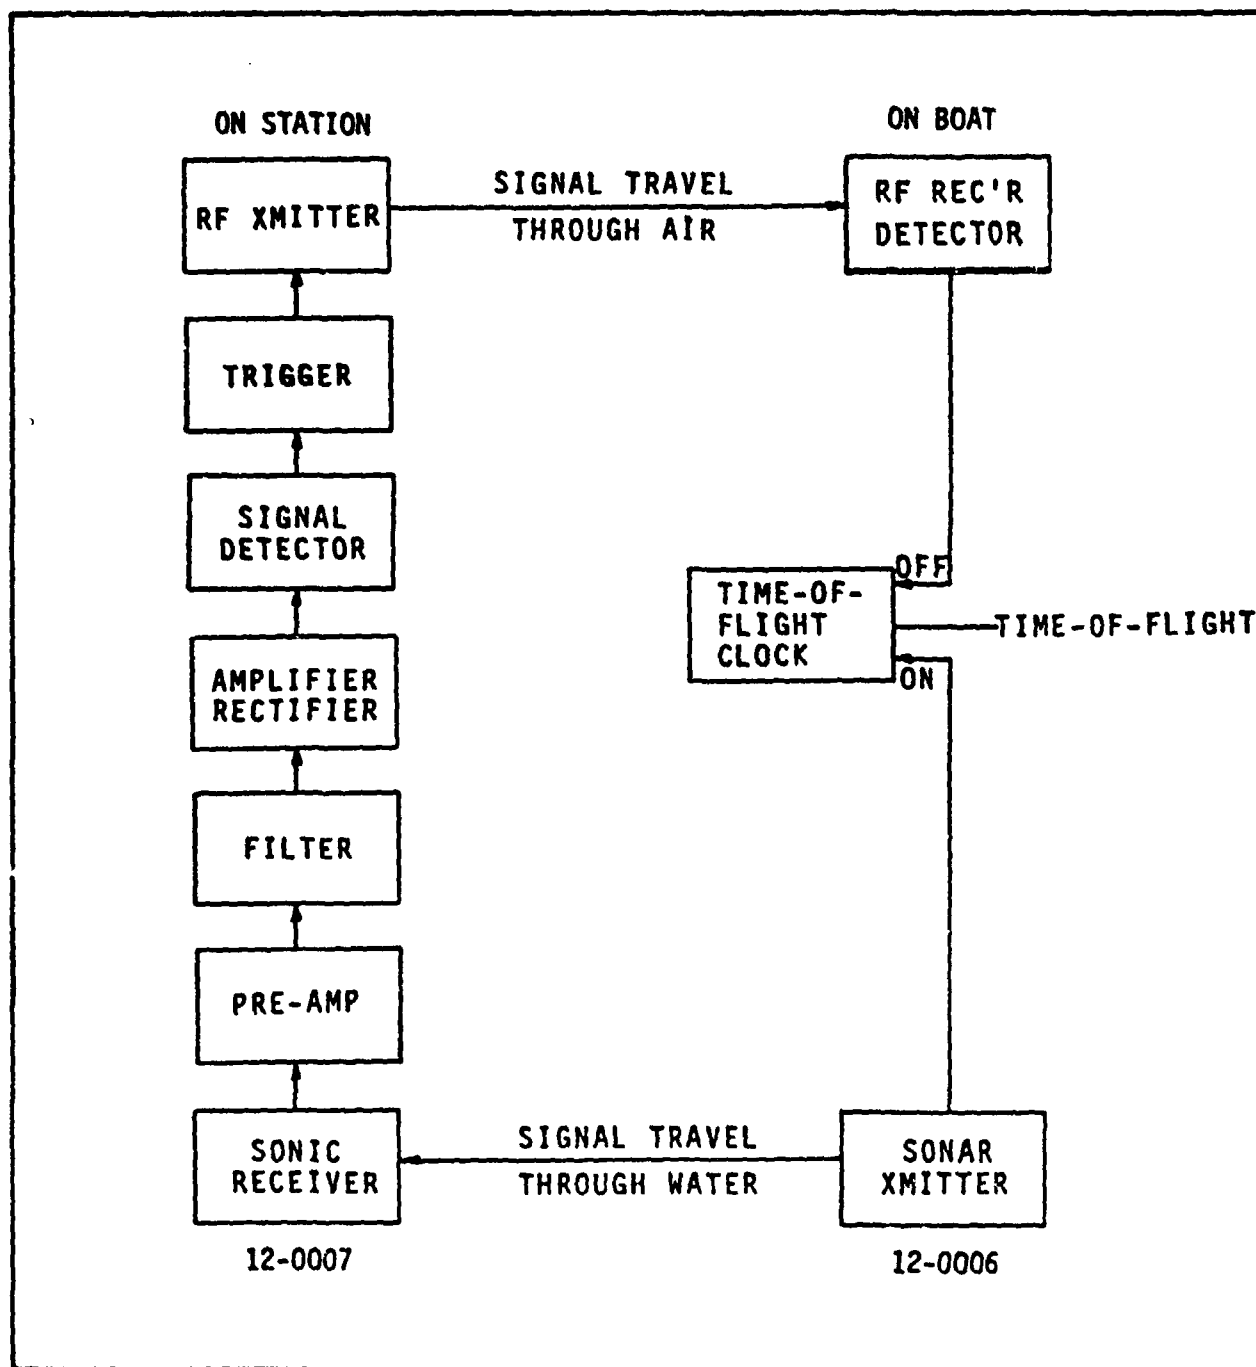 ON STATION
ON BOAT
RF XMITTER
SIGNAL TRAVEL
THROUGH AIR
RF REC'R
DETECTOR
TRIGGER
SIGNAL
DETECTOR
OFF
TIME-OF-
FLIGHT
CLOCK
TIME-OF-FLIGHT
ON
AMPLIFIER
RECTIFIER
FILTER
PRE-AMP
SONIC
RECEIVER
SIGNAL TRAVEL
THROUGH WATER
SONAR
XMITTER
12-0007
12-0006